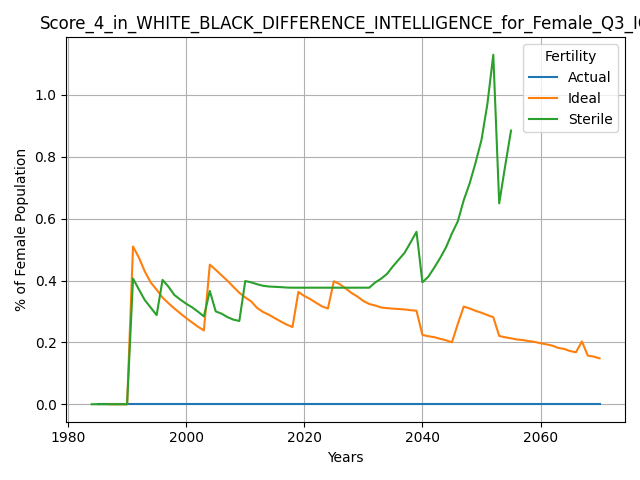 Score_4_in_WHITE_BLACK_DIFFERENCE_INTELLIGENCE_for_Female_Q3_I
Fertility
Actual
Ideal
Sterile
% of Female Population
1.0
0.8
0.6
0.4
0.2
0.0
1980 2000 2020 2040 2060
Years